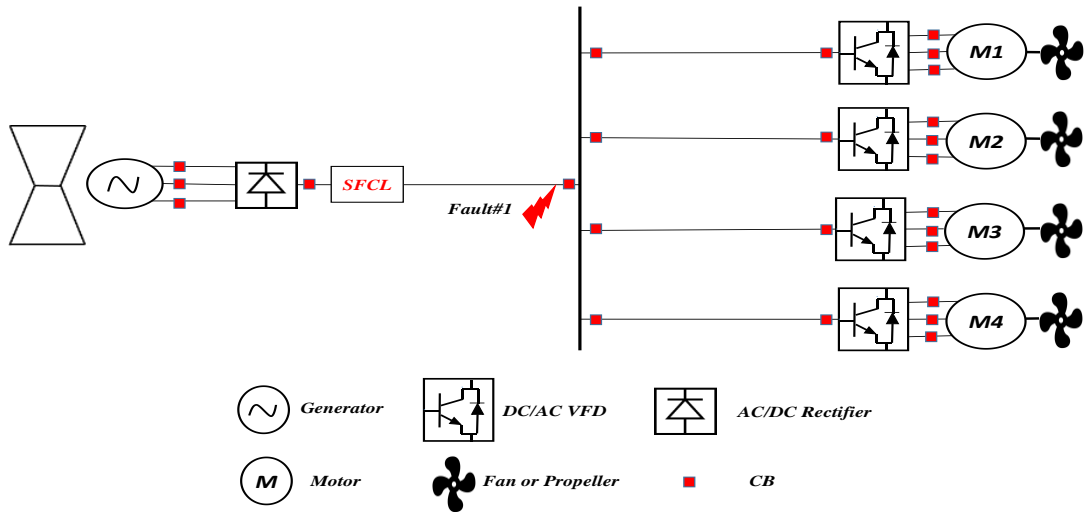 M1
M2
SFCL
Fault#1
M3
M4
Generator
DC/AC VFD
AC/DC Rectifier
M
Motor
Fan or Propeller
CB